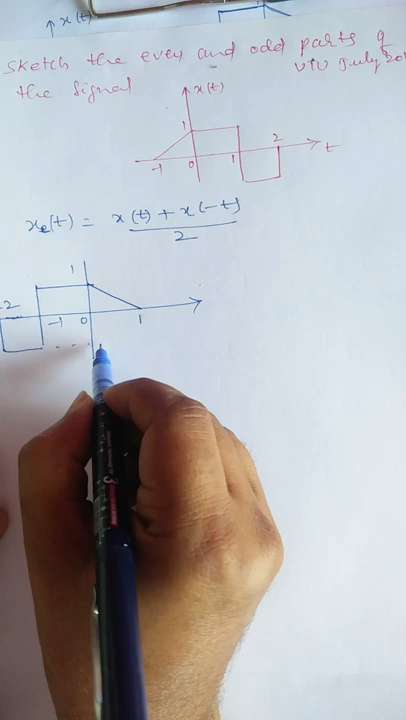 x(t)
Sketch the even and odd parts of
the signal VTU July 20
x(t)
1
-1 0 1 2 t
xe(t) = x(t) + x(-t)
2
1
-2 -1 0 1